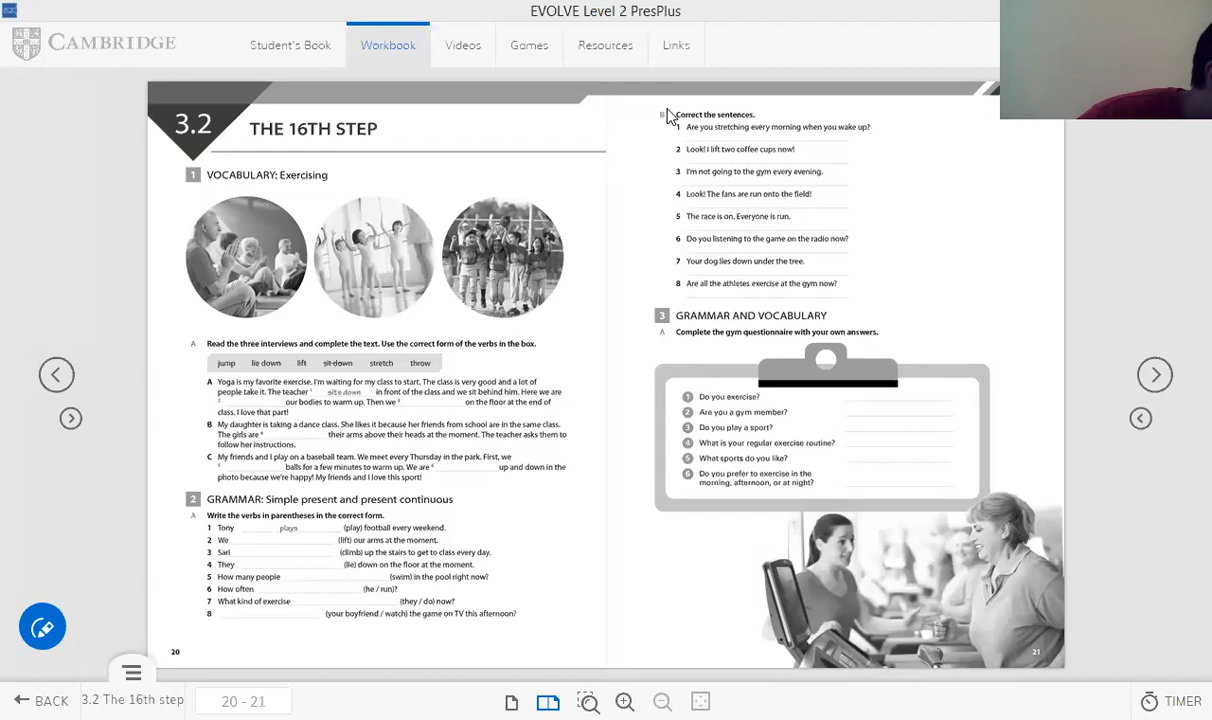 EVOLVE Level 2 PresPlus
CAMBRIDGE
Student's Book
Workbook
Videos
Games
Resources
Links
3.2
THE 16TH STEP
1 VOCABULARY: Exercising
A Read the three interviews and complete the text. Use the correct form of the verbs in the box.
jump lie down lift sit down stretch throw
A Yoga is my favorite exercise. I'm waiting for my class to start. The class is very good and a lot of
people take it. The teacher 1 sits down in front of the class and we sit behind him. Here we are
2 our bodies to warm up. Then we 3 on the floor at the end of
class. I love that part!
B My daughter is taking a dance class. She likes it because her friends from school are in the same class.
The girls are 4 their arms above their heads at the moment. The teacher asks them to
follow her instructions.
C My friends and I play on a baseball team. We meet every Thursday in the park. First, we
5 balls for a few minutes to warm up. We are 6 up and down in the
photo because we're happy! My friends and I love this sport!
2 GRAMMAR: Simple present and present continuous
A Write the verbs in parentheses in the correct form.
1 Tony plays (play) football every weekend.
2 We (lift) our arms at the moment.
3 Sari (climb) up the stairs to get to class every day.
4 They (lie) down on the floor at the moment.
5 How many people (swim) in the pool right now?
6 How often (he / run)?
7 What kind of exercise (they / do) now?
8 (your boyfriend / watch) the game on TV this afternoon?
20
B Correct the sentences.
1 Are you stretching every morning when you wake up?
2 Look! I lift two coffee cups now!
3 I'm not going to the gym every evening.
4 Look! The fans are run onto the field!
5 The race is on. Everyone is run.
6 Do you listening to the game on the radio now?
7 Your dog lies down under the tree.
8 Are all the athletes exercise at the gym now?
3 GRAMMAR AND VOCABULARY
A Complete the gym questionnaire with your own answers.
1 Do you exercise?
2 Are you a gym member?
3 Do you play a sport?
4 What is your regular exercise routine?
5 What sports do you like?
6 Do you prefer to exercise in the
morning, afternoon, or at night?
21
BACK
3.2 The 16th step
20 - 21
TIMER